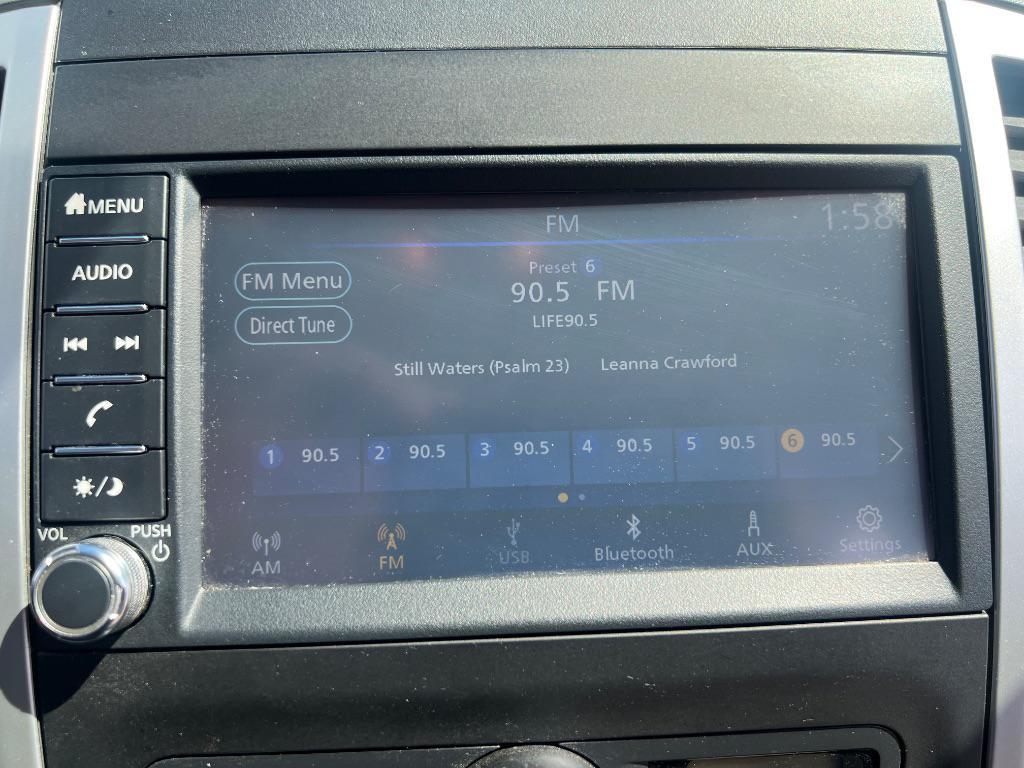 MENU
AUDIO
VOL
PUSH
FM
1:58
FM Menu
Direct Tune
Preset 6
90.5 FM
LIFE90.5
Still Waters (Psalm 23) Leanna Crawford
1 90.5 2 90.5 3 90.5 4 90.5 5 90.5 6 90.5
AM FM USB Bluetooth AUX Settings